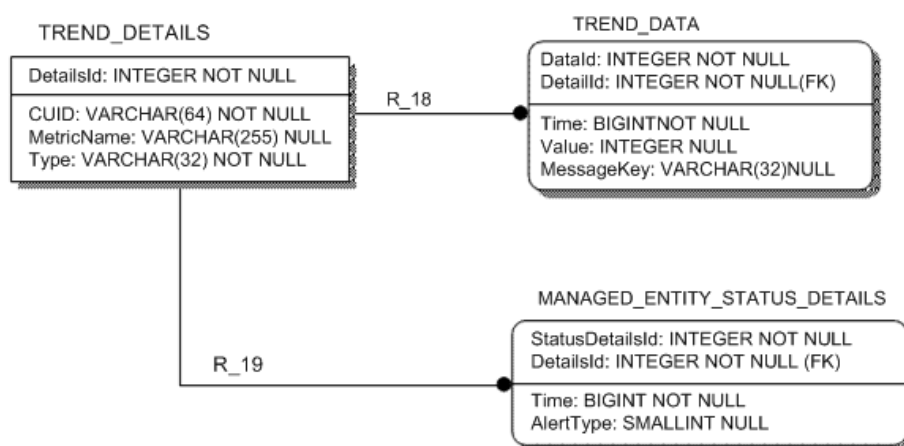 TREND_DETAILS
DetailsId: INTEGER NOT NULL
CUID: VARCHAR(64) NOT NULL
MetricName: VARCHAR(255) NULL
Type: VARCHAR(32) NOT NULL
R_18
TREND_DATA
DataId: INTEGER NOT NULL
DetailId: INTEGER NOT NULL(FK)
Time: BIGINTNOT NULL
Value: INTEGER NULL
MessageKey: VARCHAR(32)NULL
R_19
MANAGED_ENTITY_STATUS_DETAILS
StatusDetailsId: INTEGER NOT NULL
DetailsId: INTEGER NOT NULL (FK)
Time: BIGINT NOT NULL
AlertType: SMALLINT NULL